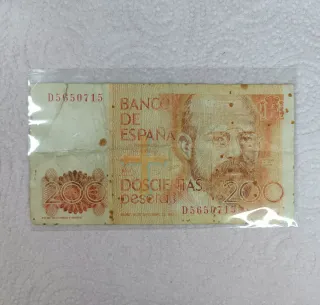 D5650715
BANCO
DE
ESPAÑA
200
DOSCIENTAS
pesetas
200
D5650715